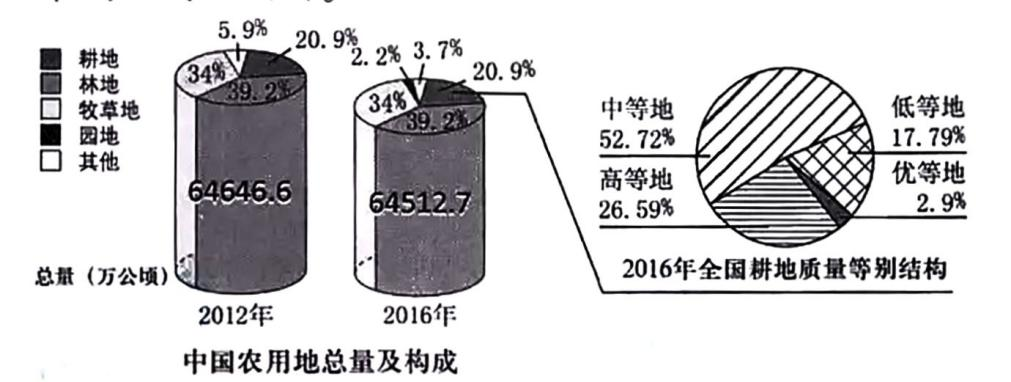 耕地
林地
牧草地
园地
其他
总量（万公顷）
5.9%
20.9%
34%
39.2%
64646.6
2012年
2.2%
3.7%
20.9%
34%
39.2%
64512.7
2016年
中国农用地总量及构成
中等地
52.72%
高等地
26.59%
低等地
17.79%
优等地
2.9%
2016年全国耕地质量等别结构